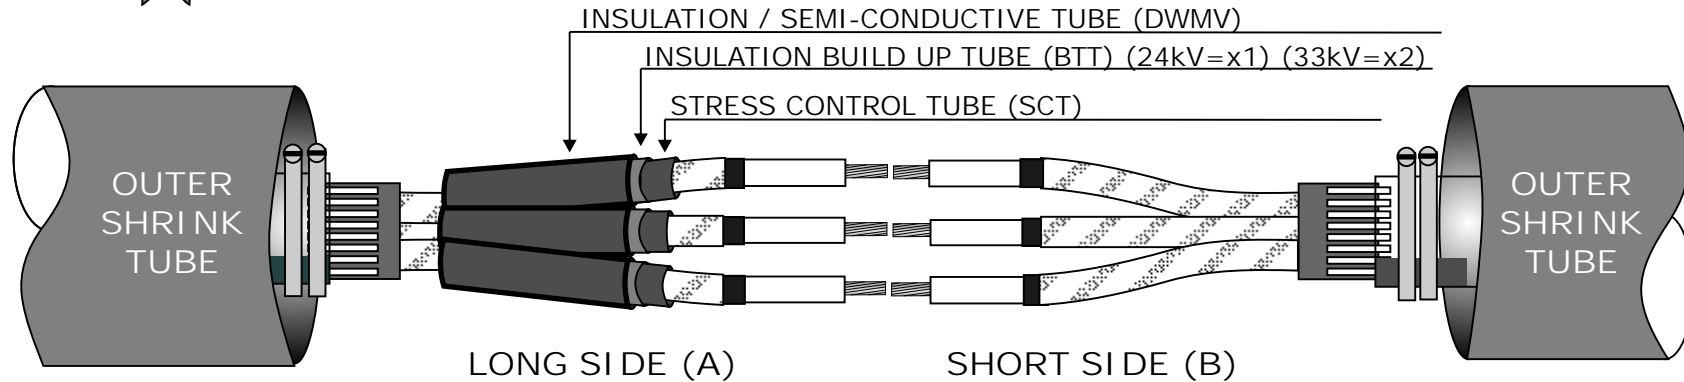 INSULATION / SEMI-CONDUCTIVE TUBE (DWMV)
INSULATION BUILD UP TUBE (BTT) (24kV=x1) (33kV=x2)
STRESS CONTROL TUBE (SCT)
OUTER
SHRINK
TUBE
OUTER
SHRINK
TUBE
LONG SIDE (A)
SHORT SIDE (B)